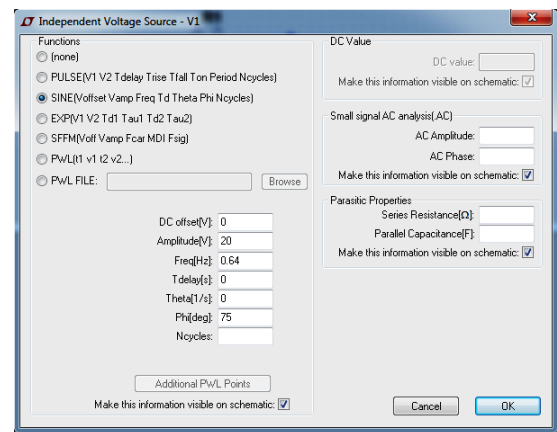 Independent Voltage Source - V1
Functions
(none)
PULSE(V1 V2 Tdelay Trise Tfall Ton Period Ncycles)
SINE(Voffset Vamp Freq Td Theta Phi Ncycles)
EXP(V1 V2 Td1 Tau1 Td2 Tau2)
SFFM(Voff Vamp Fcar MDI Fsig)
PWL(t1 v1 t2 v2...)
PWL FILE: Browse
DC offset[V]: 0
Amplitude[V]: 20
Freq[Hz]: 0.64
Tdelay[s]: 0
Theta[1/s]: 0
Phi[deg]: 75
Ncycles:
Additional PWL Points
Make this information visible on schematic:
DC Value
DC value:
Make this information visible on schematic:
Small signal AC analysis(.AC)
AC Amplitude:
AC Phase:
Make this information visible on schematic:
Parasitic Properties
Series Resistance[Ω]:
Parallel Capacitance[F]:
Make this information visible on schematic:
Cancel OK